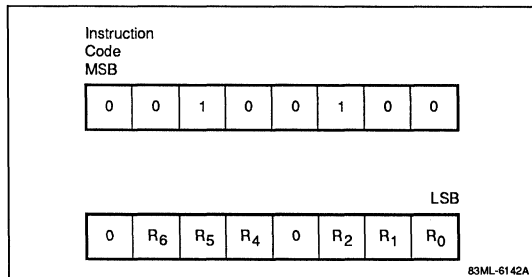 Instruction
Code
MSB
0 0 1 0 0 1 0 0
LSB
0 R6 R5 R4 0 R2 R1 R0
83ML-6142A